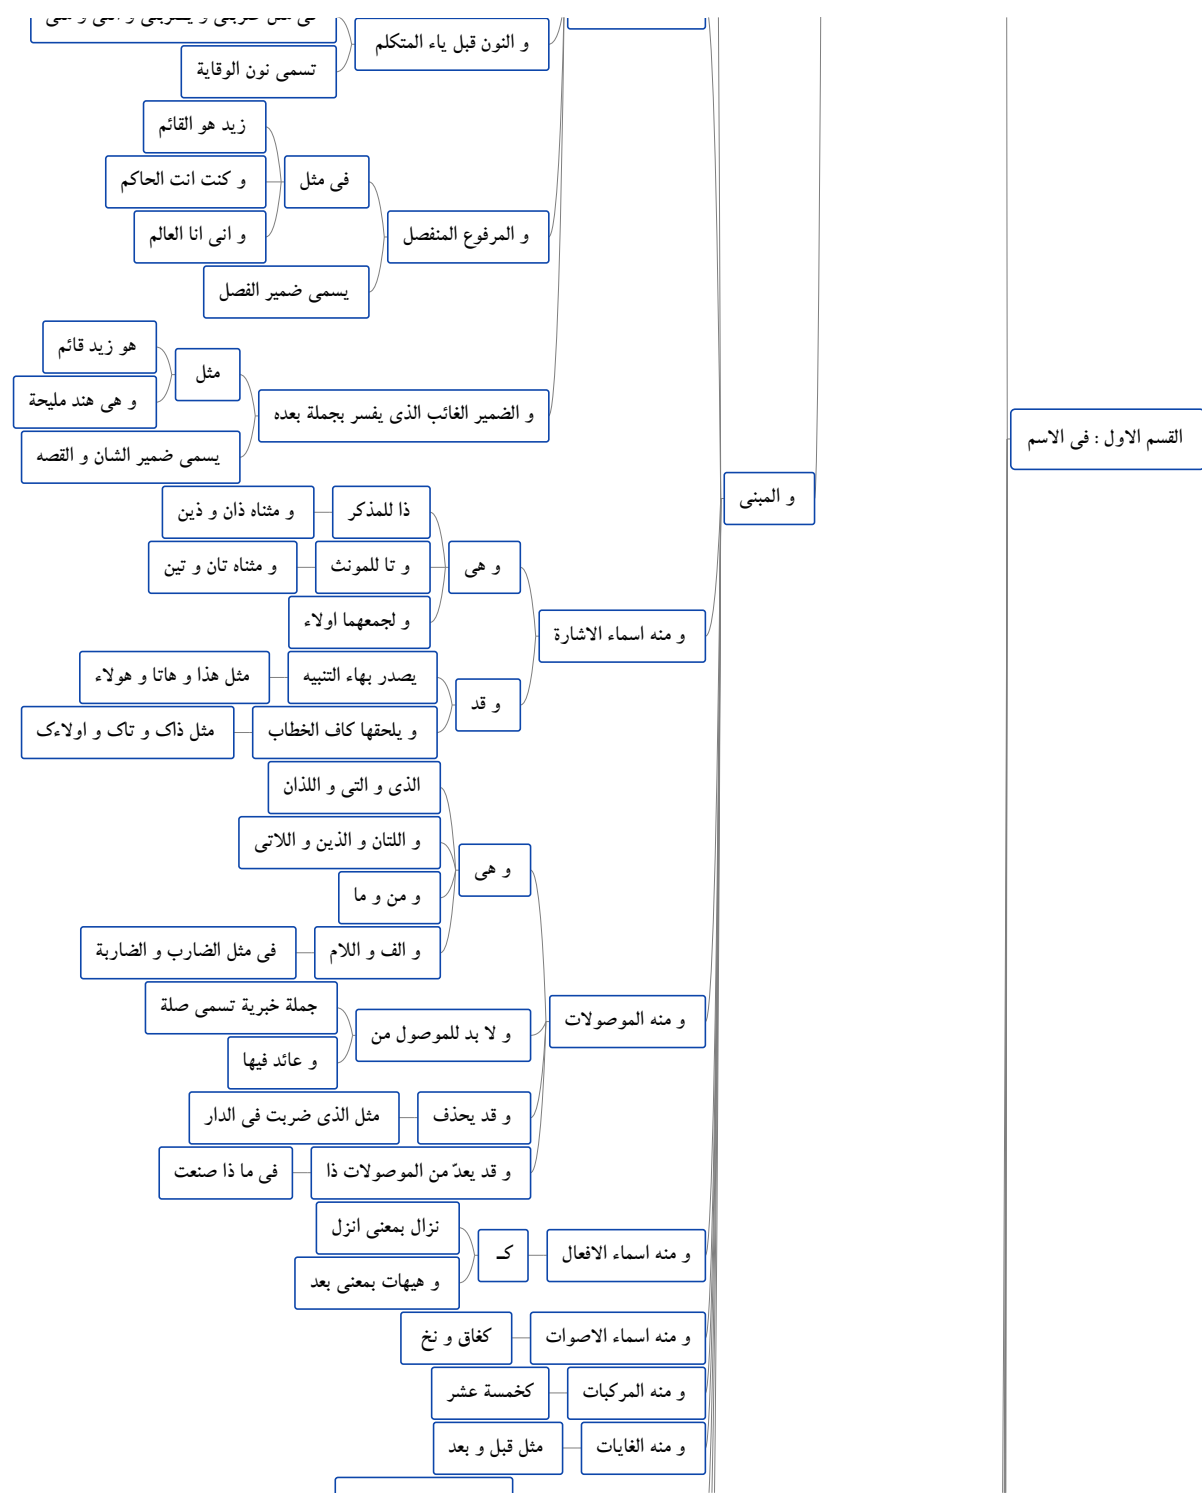 القسم الاول : فى الاسم
و المبنى
و النون قبل ياء المتكلم
تسمى نون الوقاية
و المرفوع المنفصل
فى مثل
زيد هو القائم
و كنت انت الحاكم
و انى انا العالم
يسمى ضمير الفصل
و الضمير الغائب الذى يفسر بجملة بعده
مثل
هو زيد قائم
و هى هند مليحة
يسمى ضمير الشان و القصه
و منه اسماء الاشارة
و هى
ذا للمذكر
و مثناه ذان و ذين
و تا للمونث
و مثناه تان و تين
و لجمعهما اولاء
و قد
يصدر بهاء التنبيه
مثل هذا و هاتا و هولاء
و يلحقها كاف الخطاب
مثل ذاک و تاک و اولاءک
و منه الموصولات
و هى
الذى و التى و اللذان
و اللتان و الذين و اللاتى
و من و ما
و الف و اللام
فى مثل الضارب و الضاربة
و لا بد للموصول من
جملة خبرية تسمى صلة
و عائد فيها
و قد يحذف
مثل الذى ضربت فى الدار
و قد يعدّ من الموصولات ذا
فى ما ذا صنعت
و منه اسماء الافعال
كـ
نزال بمعنى انزل
و هيهات بمعنى بعد
و منه اسماء الاصوات
كغاق و نخ
و منه المركبات
كخمسة عشر
و منه الغايات
مثل قبل و بعد